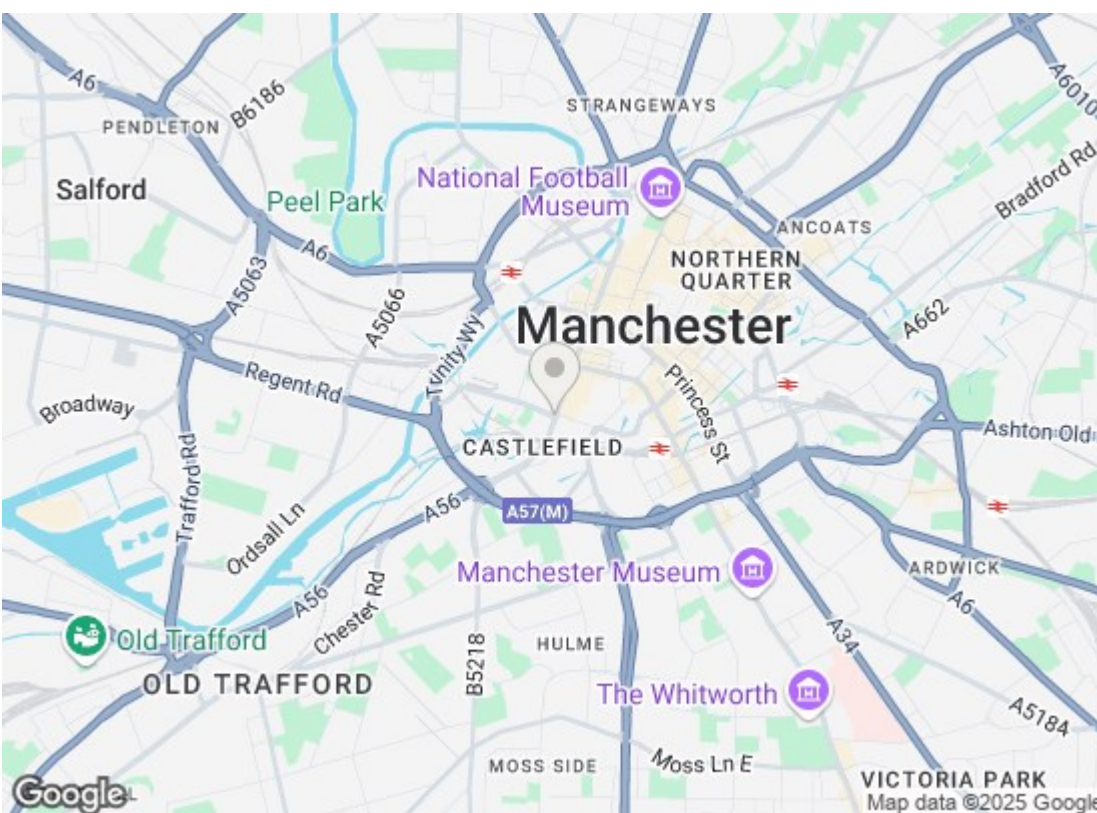 A6
B6186
PENDLETON
STRANGEWAYS
A6010
Salford
National Football
Museum
Bradford Rd
Peel Park
ANCOATS
A6
NORTHERN
QUARTER
A5063
A5066
Manchester
A662
Trinity Wy
Regent Rd
Princess St
Broadway
CASTLEFIELD
Ashton Old
Trafford Rd
A56
A57(M)
Ordsall Ln
Manchester Museum
ARDWICK
A56
Chester Rd
A6
Old Trafford
HULME
A34
B5218
OLD TRAFFORD
The Whitworth
A5184
MOSS SIDE
Moss Ln E
VICTORIA PARK
Google
Map data ©2025 Google